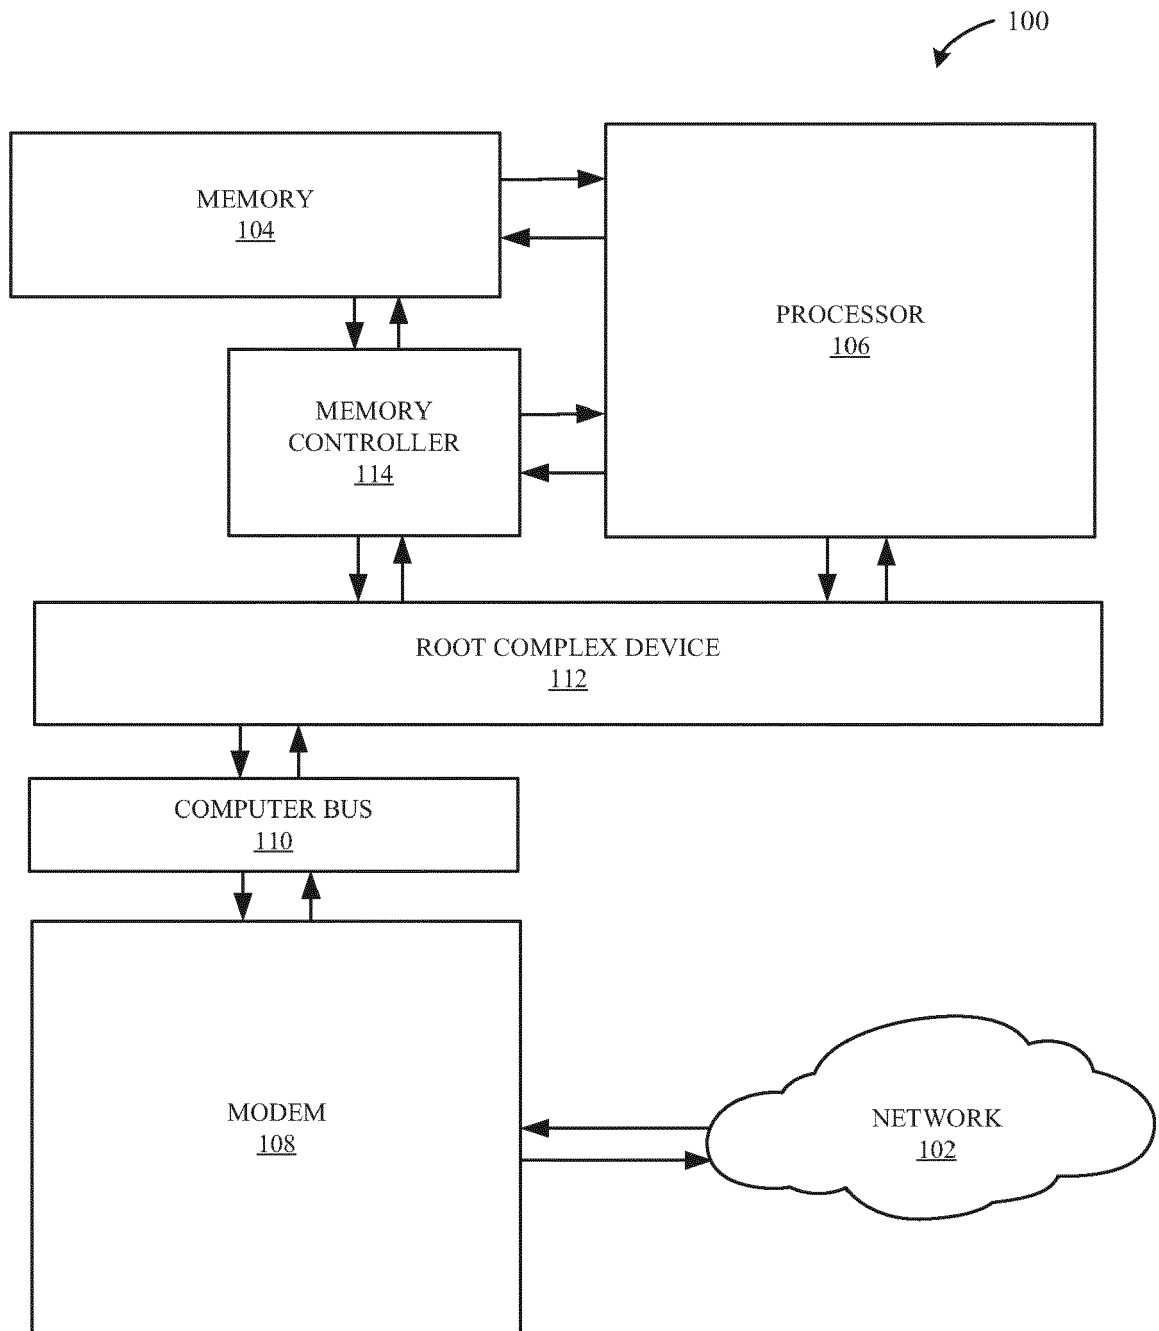 100
MEMORY
104
PROCESSOR
106
MEMORY
CONTROLLER
114
ROOT COMPLEX DEVICE
112
COMPUTER BUS
110
MODEM
108
NETWORK
102